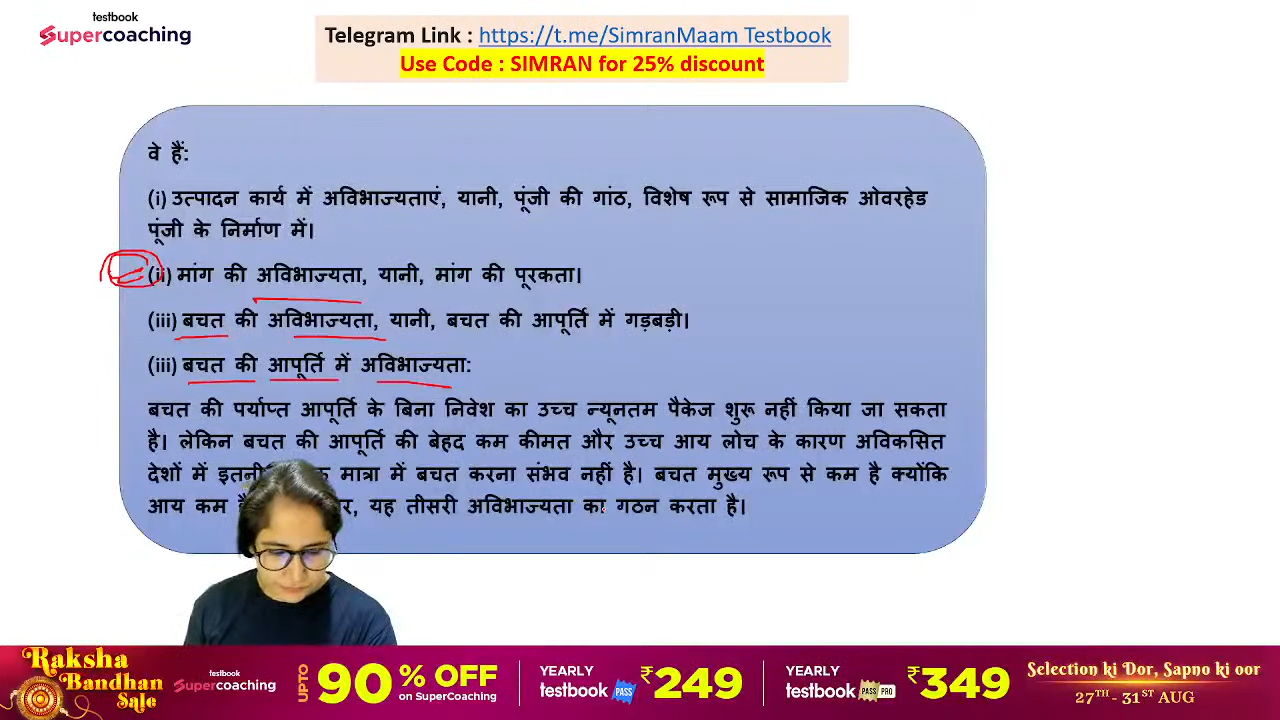 testbook
Supercoaching
Telegram Link : https://t.me/SimranMaam Testbook
Use Code : SIMRAN for 25% discount
वे हैं:
(i) उत्पादन कार्य में अविभाज्यताएं, यानी, पूंजी की गांठ, विशेष रूप से सामाजिक ओवरहेड
पूंजी के निर्माण में।
(ii) मांग की अविभाज्यता, यानी, मांग की पूरकता।
(iii) बचत की अविभाज्यता, यानी, बचत की आपूर्ति में गड़बड़ी।
(iii) बचत की आपूर्ति में अविभाज्यता:
बचत की पर्याप्त आपूर्ति के बिना निवेश का उच्च न्यूनतम पैकेज शुरू नहीं किया जा सकता
है। लेकिन बचत की आपूर्ति की बेहद कम कीमत और उच्च आय लोच के कारण अविकसित
देशों में मात्रा में बचत करना संभव नहीं है। बचत मुख्य रूप से कम है क्योंकि
आय कम यह तीसरी अविभाज्यता का गठन करता है।
Raksha
Bandhan
Sale
testbook
Supercoaching
UPTO 90% OFF
on SuperCoaching
YEARLY
testbook PASS ₹249
YEARLY
testbook PASS PRO ₹349
Selection ki Dor, Sapno ki oor
27TH - 31ST AUG